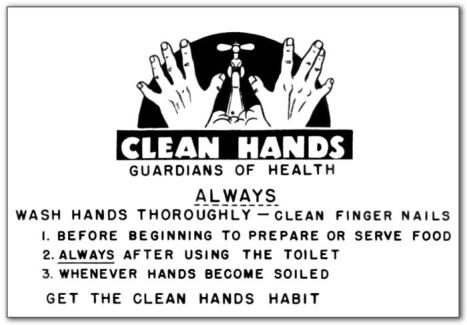 CLEAN HANDS
GUARDIANS OF HEALTH
ALWAYS
WASH HANDS THOROUGHLY — CLEAN FINGER NAILS
1. BEFORE BEGINNING TO PREPARE OR SERVE FOOD
2. ALWAYS AFTER USING THE TOILET
3. WHENEVER HANDS BECOME SOILED
GET THE CLEAN HANDS HABIT